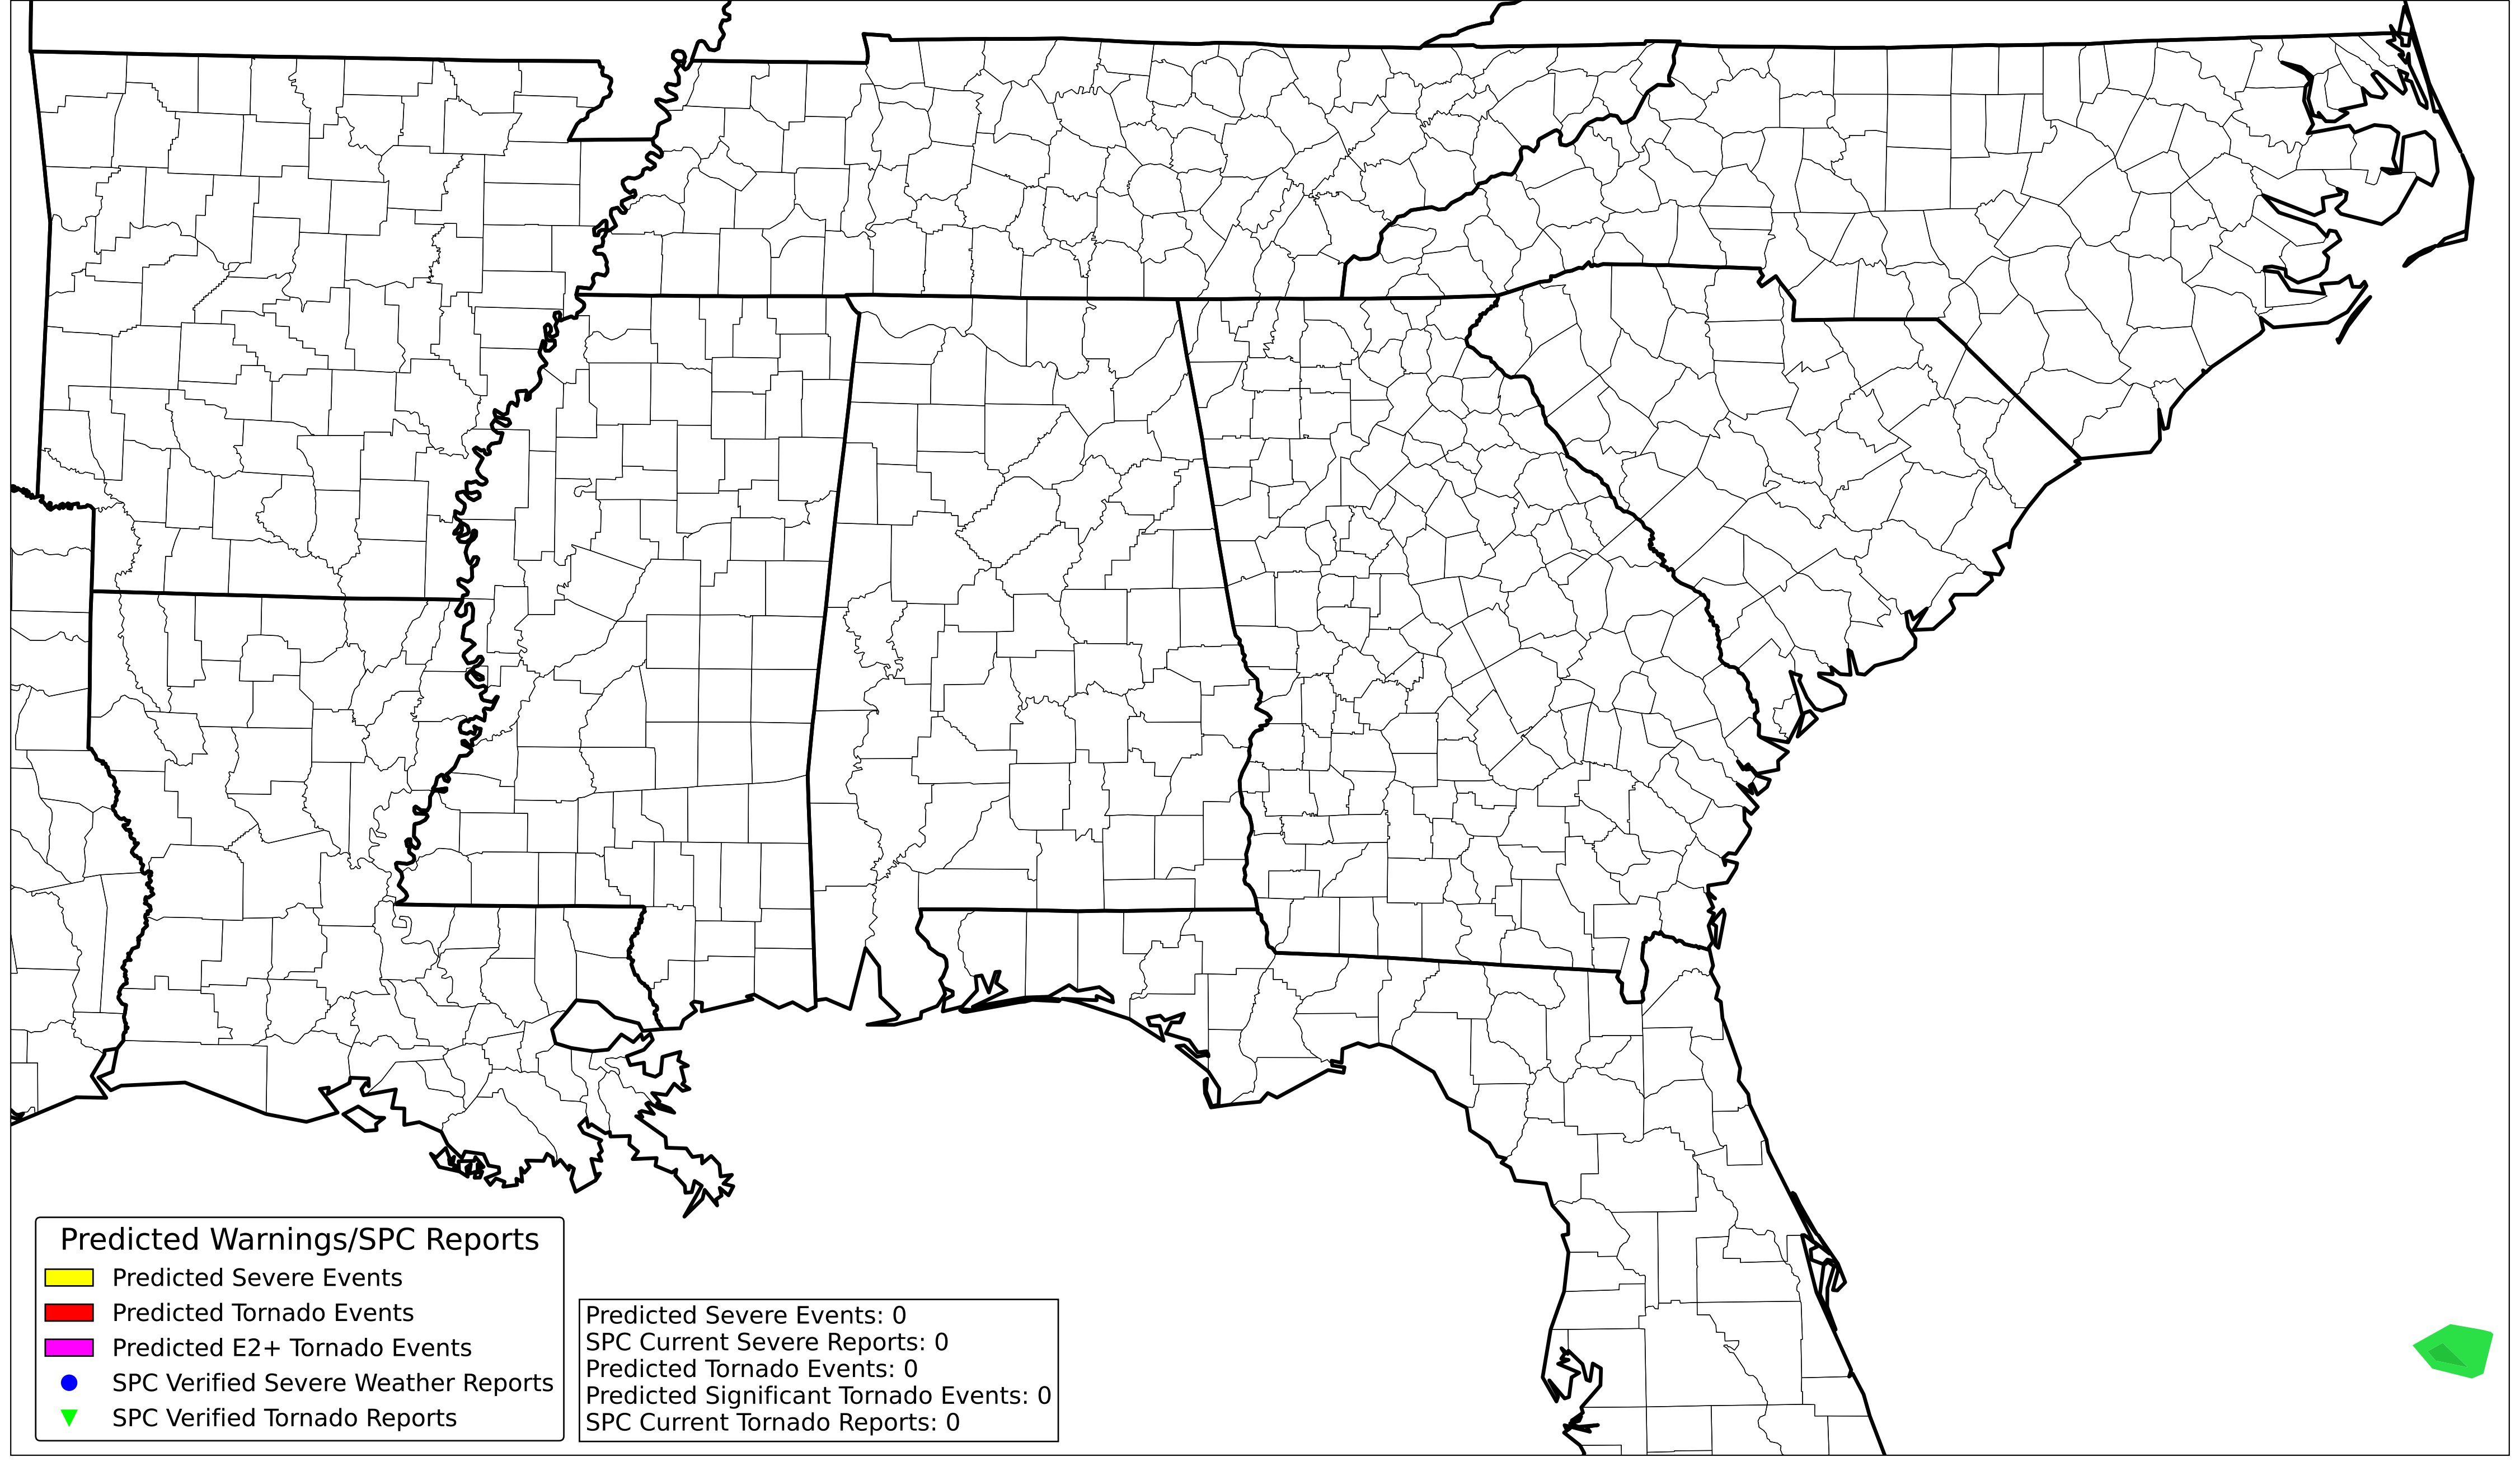 Predicted Warnings/SPC Reports
Predicted Severe Events
Predicted Tornado Events
Predicted E2+ Tornado Events
SPC Verified Severe Weather Reports
SPC Verified Tornado Reports
Predicted Severe Events: 0
SPC Current Severe Reports: 0
Predicted Tornado Events: 0
Predicted Significant Tornado Events: 0
SPC Current Tornado Reports: 0